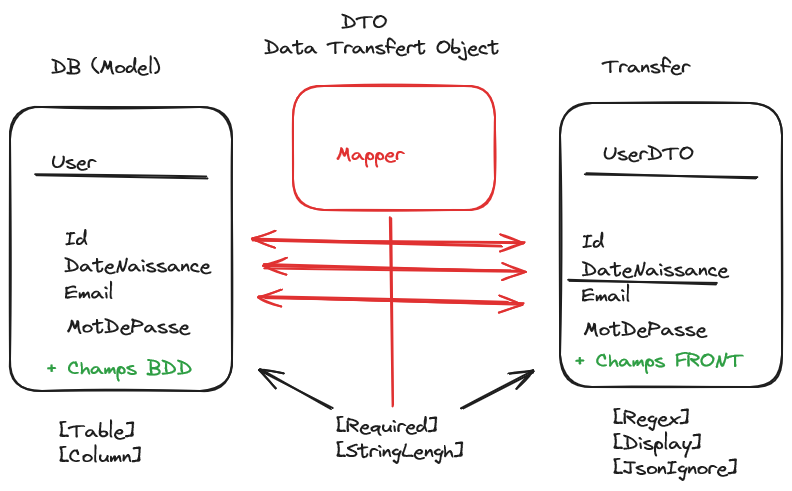 DTO
Data Transfert Object
DB (Model)
Transfer
User
Mapper
UserDTO
Id
DateNaissance
Email
MotDePasse
+ Champs BDD
Id
DateNaissance
Email
MotDePasse
+ Champs FRONT
[Table]
[Column]
[Required]
[StringLengh]
[Regex]
[Display]
[JsonIgnore]